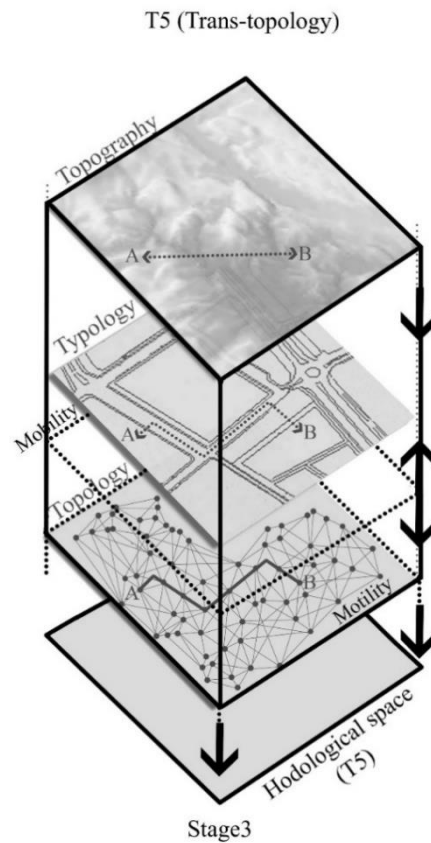 T5 (Trans-topology)
Topography
A
B
Typology
A
B
Mobility
Topology
A
B
Motility
Hodological space
(T5)
Stage3